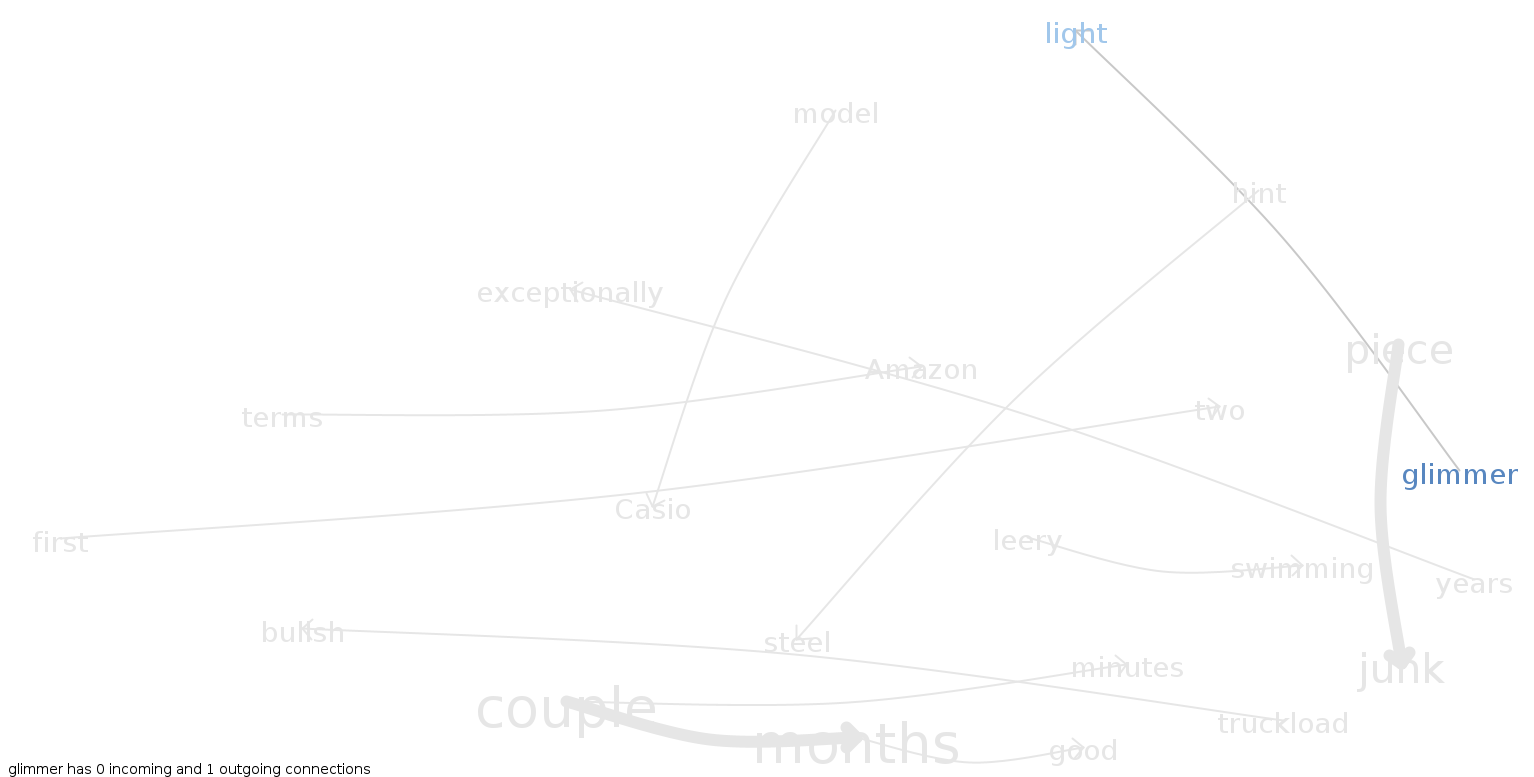 light
model
hint
exceptionally
piece
Amazon
two
terms
glimmer
Casio
first
leery
swimming
years
bullsh
steel
minutes
junk
couple
truckload
months
good
glimmer has 0 incoming and 1 outgoing connections